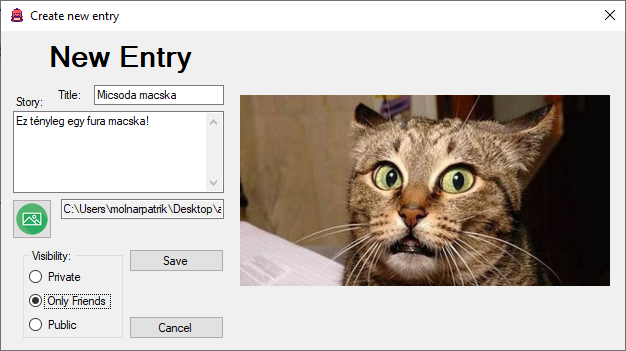 Create new entry
New Entry
Title: Micsoda macska
Story:
Ez tényleg egy fura macska!
C:\Users\molnarpatrik\Desktop\a
Visibility:
Private
Save
Only Friends
Public
Cancel